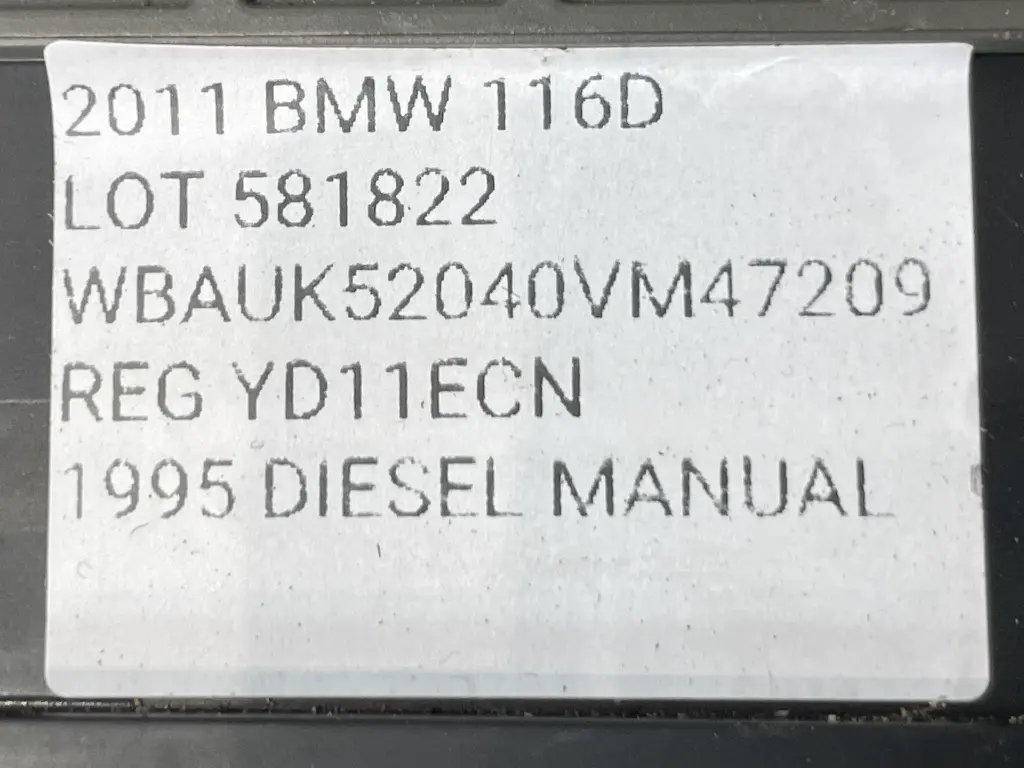 2011 BMW 116D
LOT 581822
WBAUK52040VM47209
REG YD11ECN
1995 DIESEL MANUAL